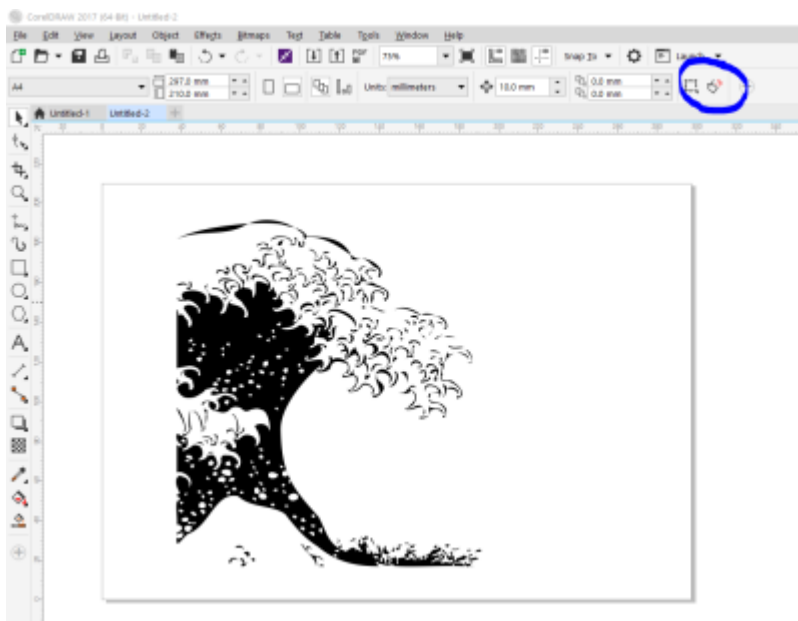 CorelDRAW 2017 (64-Bit) - Untitled-2
File Edit View Layout Object Effects Bitmaps Text Table Tools Window Help
PDF 75% Snap To
A4 297.0 mm 210.0 mm Units: millimeters 10.0 mm 0.0 mm 0.0 mm
Untitled-1 Untitled-2